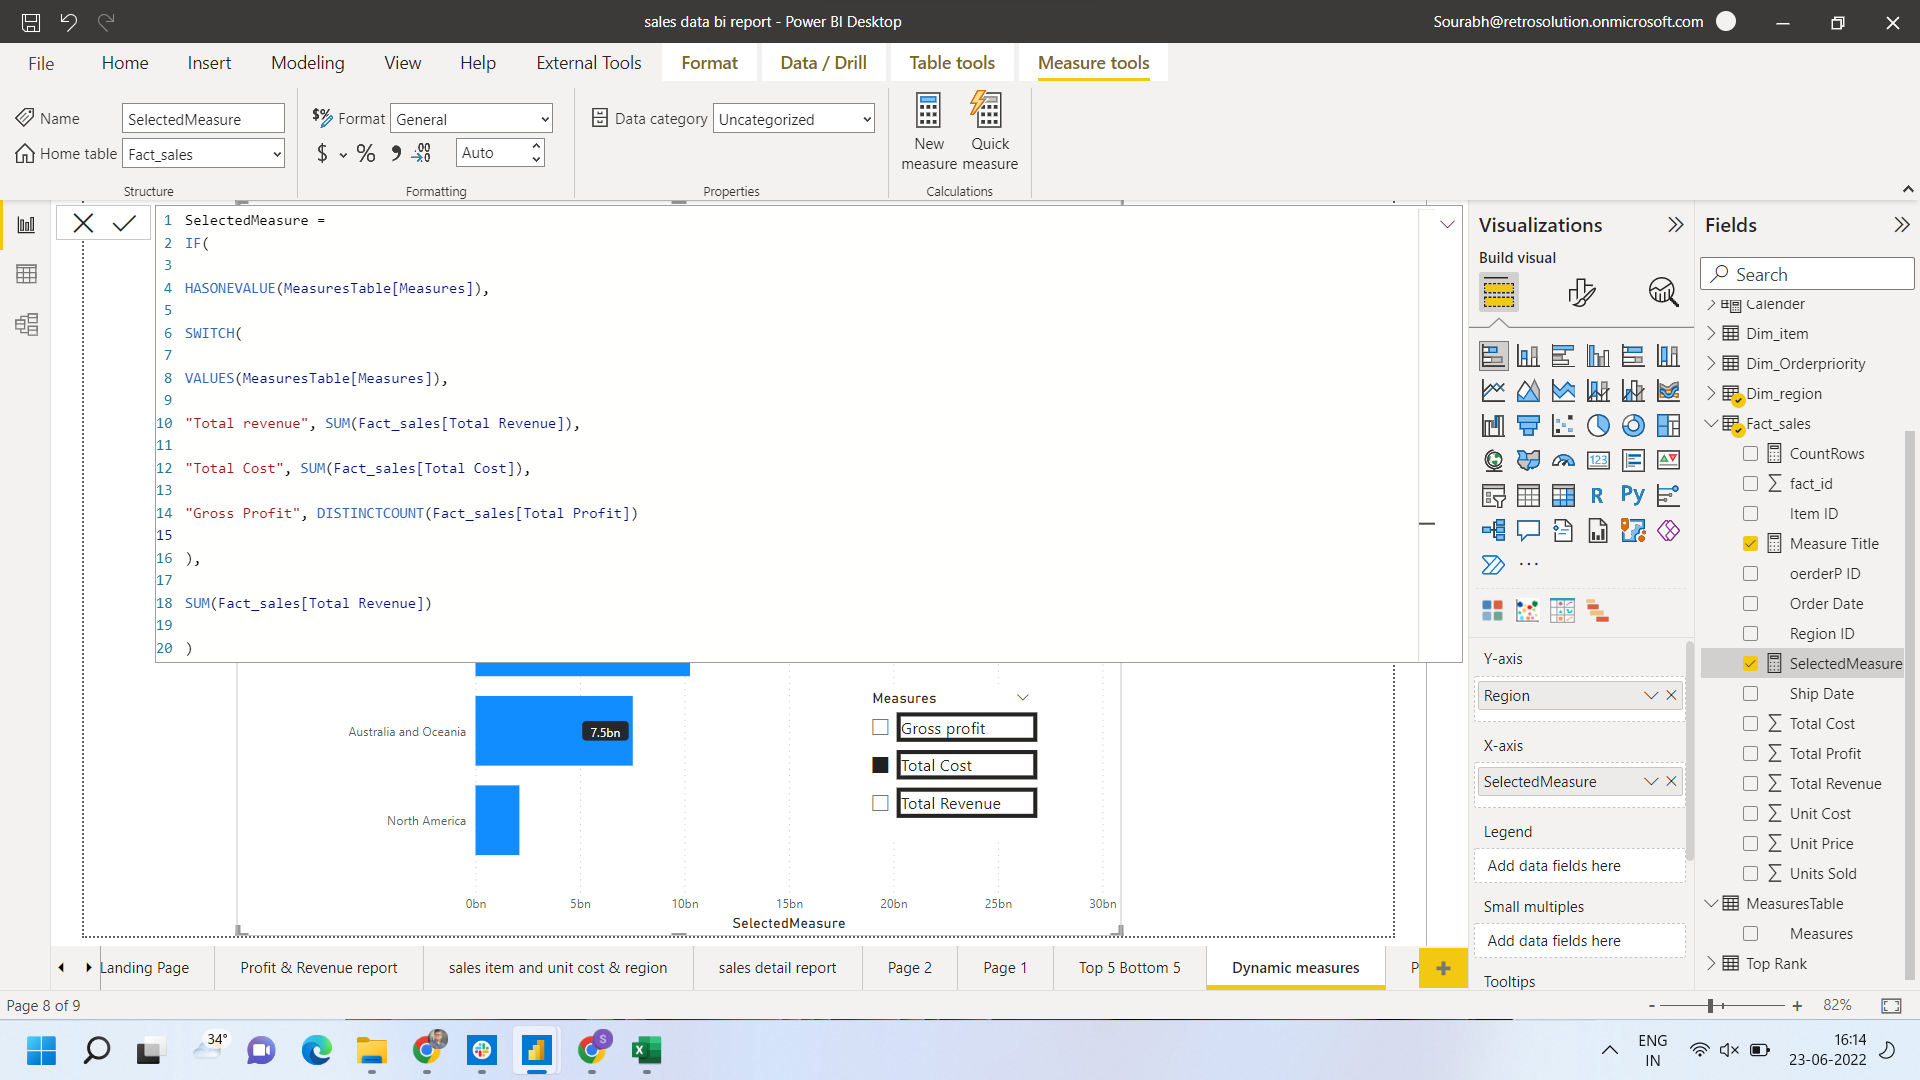 sales data bi report - Power BI Desktop
Sourabh@retrosolution.onmicrosoft.com
File Home Insert Modeling View Help External Tools Format Data / Drill Table tools Measure tools
Name SelectedMeasure
Home table Fact_sales
Structure
$% Format General
$ % , .00 Auto
Formatting
Data category Uncategorized
Properties
New measure
Quick measure
Calculations
1 SelectedMeasure =
2 IF(
3
4 HASONEVALUE(MeasuresTable[Measures]),
5
6 SWITCH(
7
8 VALUES(MeasuresTable[Measures]),
9
10 "Total revenue", SUM(Fact_sales[Total Revenue]),
11
12 "Total Cost", SUM(Fact_sales[Total Cost]),
13
14 "Gross Profit", DISTINCTCOUNT(Fact_sales[Total Profit])
15
16 ),
17
18 SUM(Fact_sales[Total Revenue])
19
20 )
Australia and Oceania
7.5bn
North America
0bn 5bn 10bn 15bn 20bn 25bn 30bn
SelectedMeasure
Measures
Gross profit
Total Cost
Total Revenue
Visualizations
Build visual
123
R Py
...
Y-axis
Region
X-axis
SelectedMeasure
Legend
Add data fields here
Small multiples
Add data fields here
Tooltips
Fields
Search
Calender
Dim_item
Dim_Orderpriority
Dim_region
Fact_sales
CountRows
fact_id
Item ID
Measure Title
oerderP ID
Order Date
Region ID
SelectedMeasure
Ship Date
Total Cost
Total Profit
Total Revenue
Unit Cost
Unit Price
Units Sold
MeasuresTable
Measures
Top Rank
Landing Page Profit & Revenue report sales item and unit cost & region sales detail report Page 2 Page 1 Top 5 Bottom 5 Dynamic measures P +
Page 8 of 9
- + 82%
34°
S
ENG
IN
16:14
23-06-2022